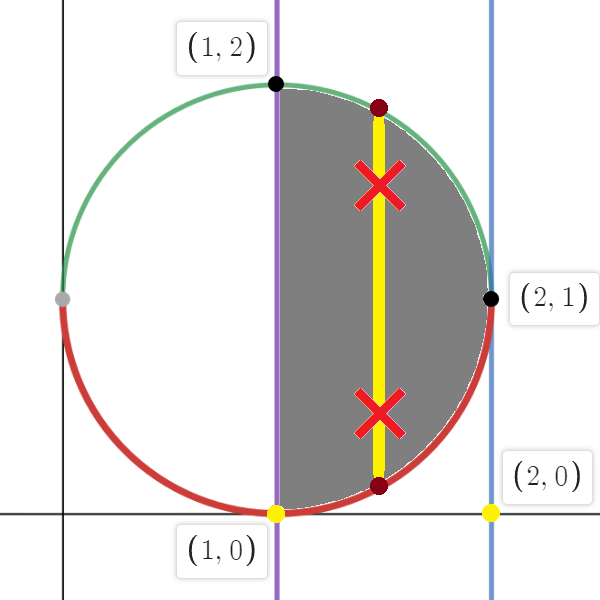 (1, 2)
(2, 1)
(2, 0)
(1, 0)